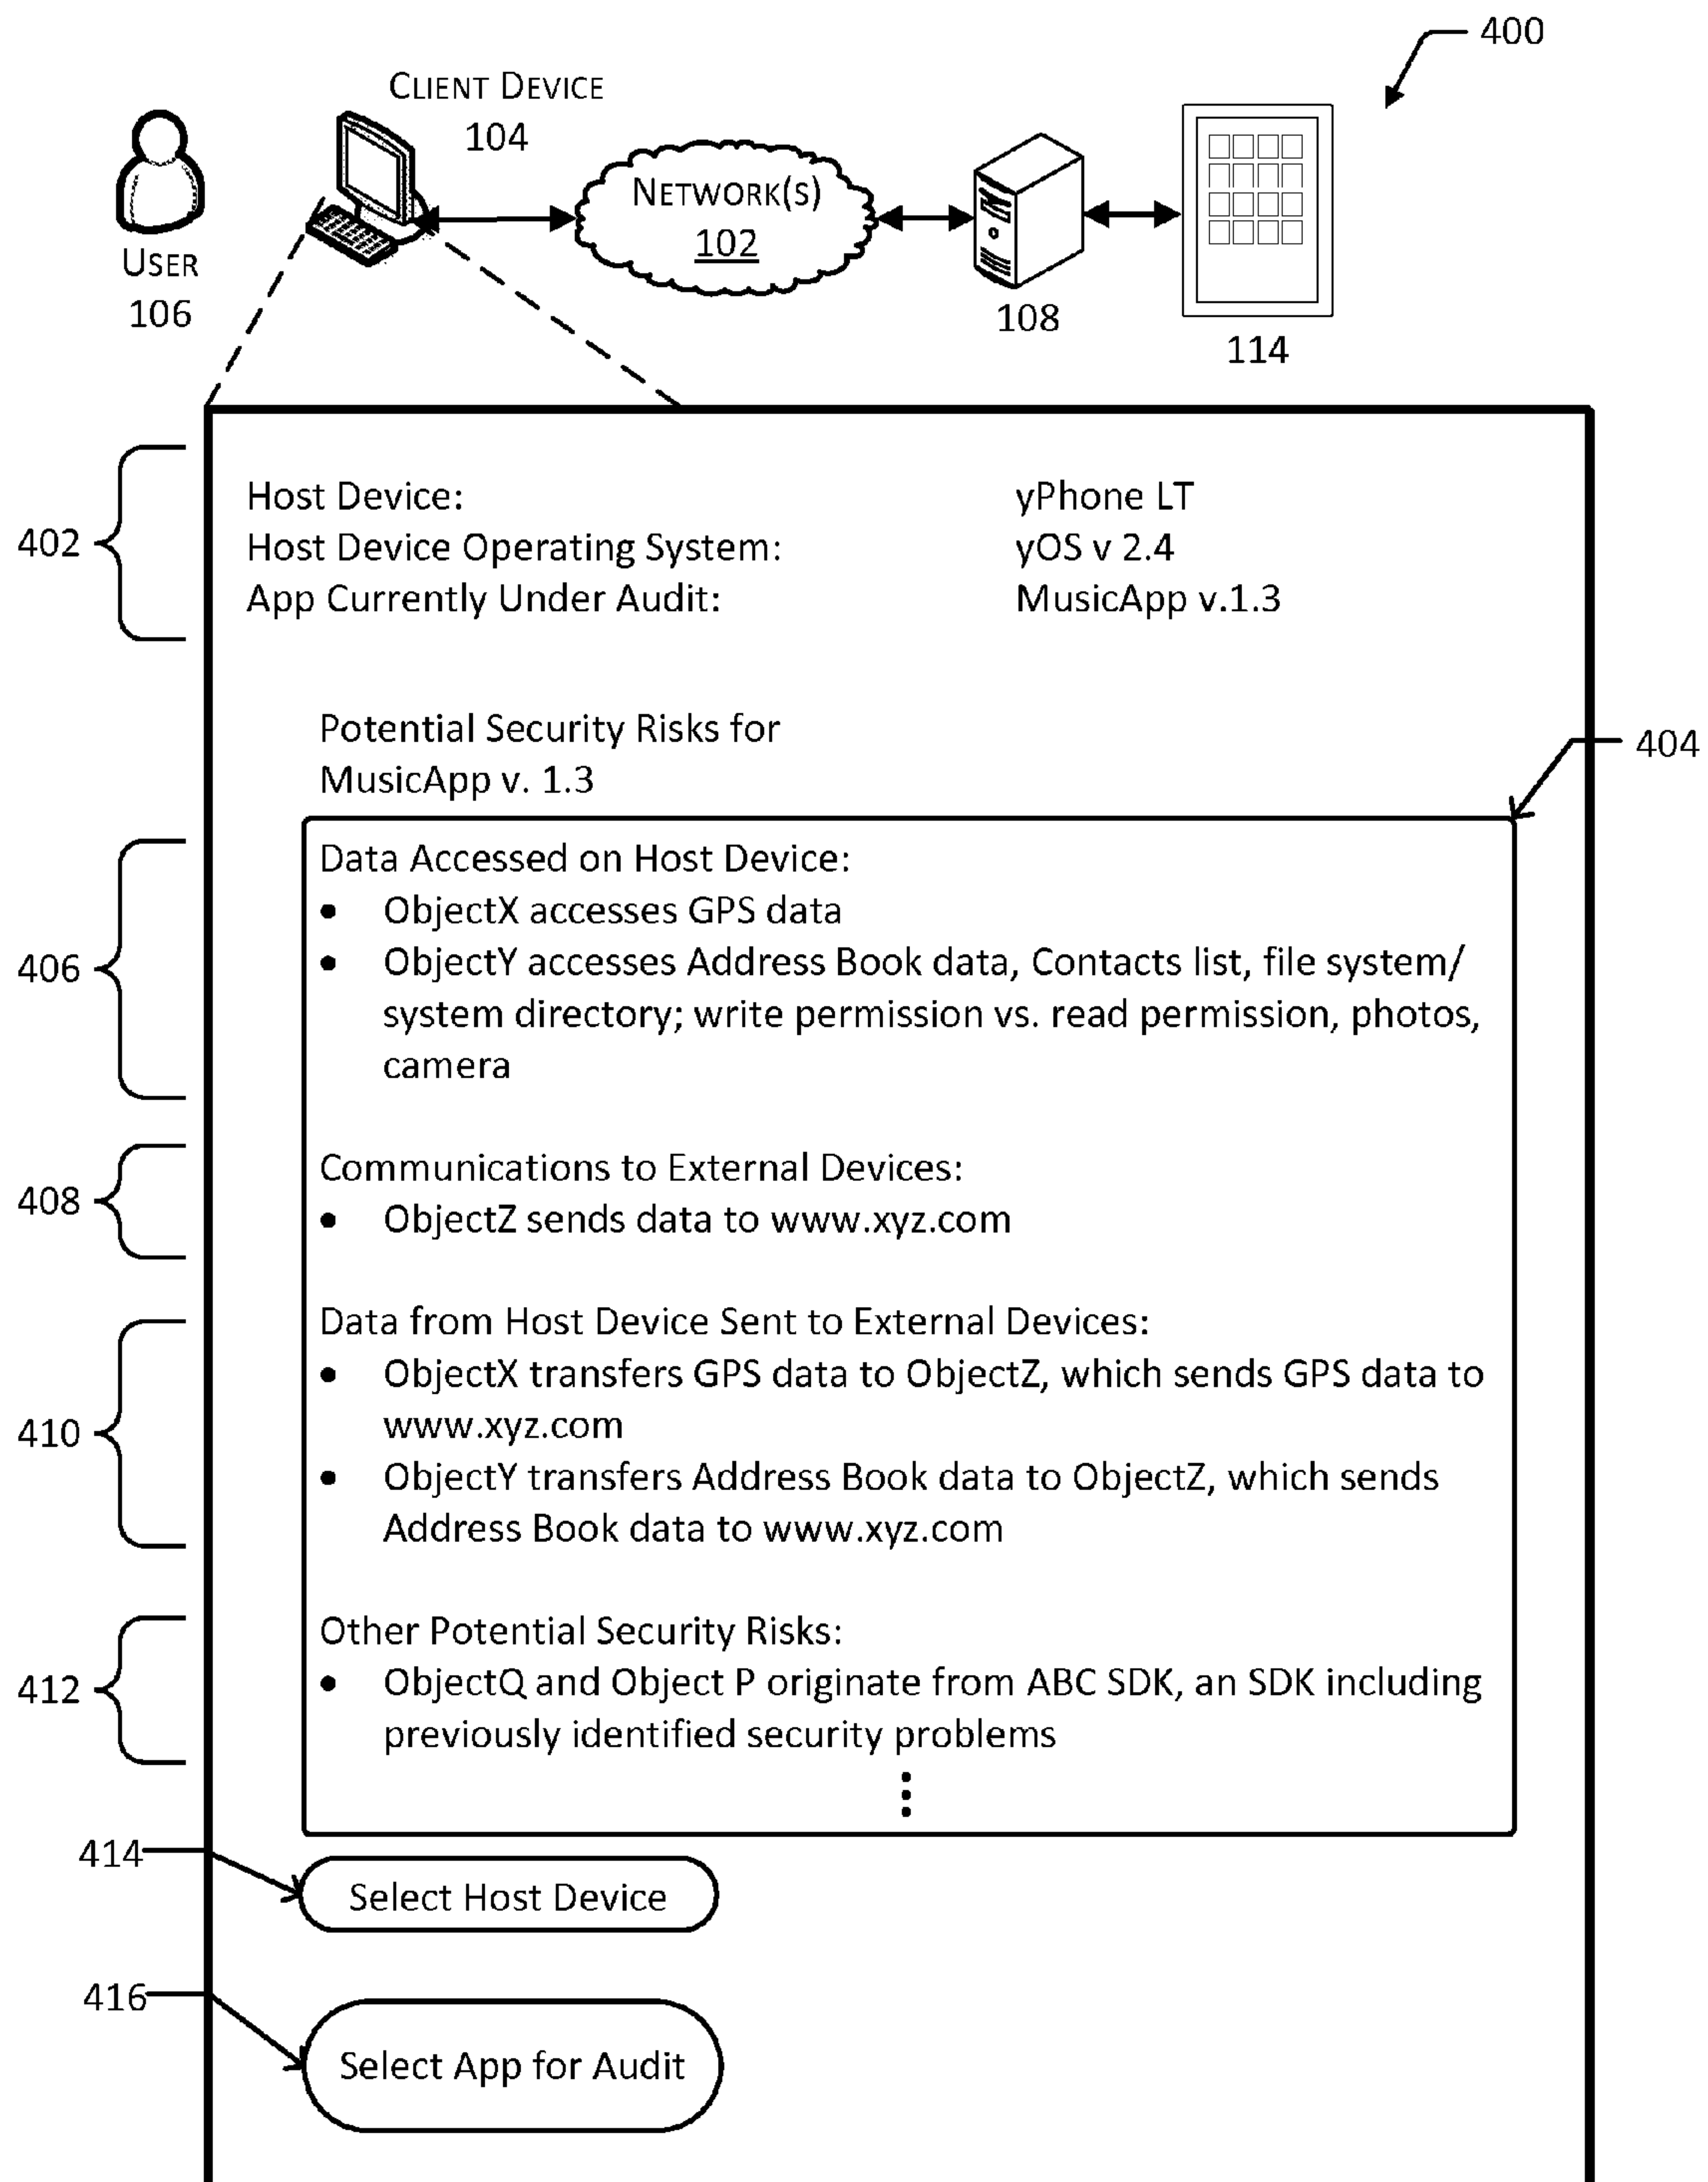 400
CLIENT DEVICE
104
NETWORK(S)
102
USER
106
108
114
402
Host Device: yPhone LT
Host Device Operating System: yOS v 2.4
App Currently Under Audit: MusicApp v.1.3
Potential Security Risks for
MusicApp v. 1.3
404
406
Data Accessed on Host Device:
• ObjectX accesses GPS data
• ObjectY accesses Address Book data, Contacts list, file system/
system directory; write permission vs. read permission, photos,
camera
408
Communications to External Devices:
• ObjectZ sends data to www.xyz.com
410
Data from Host Device Sent to External Devices:
• ObjectX transfers GPS data to ObjectZ, which sends GPS data to
www.xyz.com
• ObjectY transfers Address Book data to ObjectZ, which sends
Address Book data to www.xyz.com
412
Other Potential Security Risks:
• ObjectQ and Object P originate from ABC SDK, an SDK including
previously identified security problems
414
Select Host Device
416
Select App for Audit